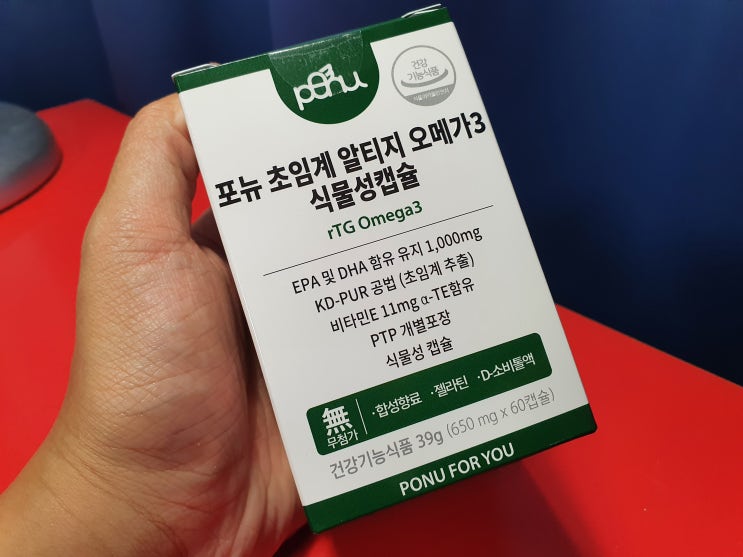 ponu
건강
기능식품
포뉴 초임계 알티지 오메가3
식물성캡슐
rTG Omega3
EPA 및 DHA 함유 유지 1,000mg
KD-PUR 공법 (초임계 추출)
비타민E 11mg α-TE함유
PTP 개별포장
식물성 캡슐
無
무첨가
·합성향료 ·젤라틴 ·D-소비톨액
건강기능식품 39g (650 mg x 60캡슐)
PONU FOR YOU